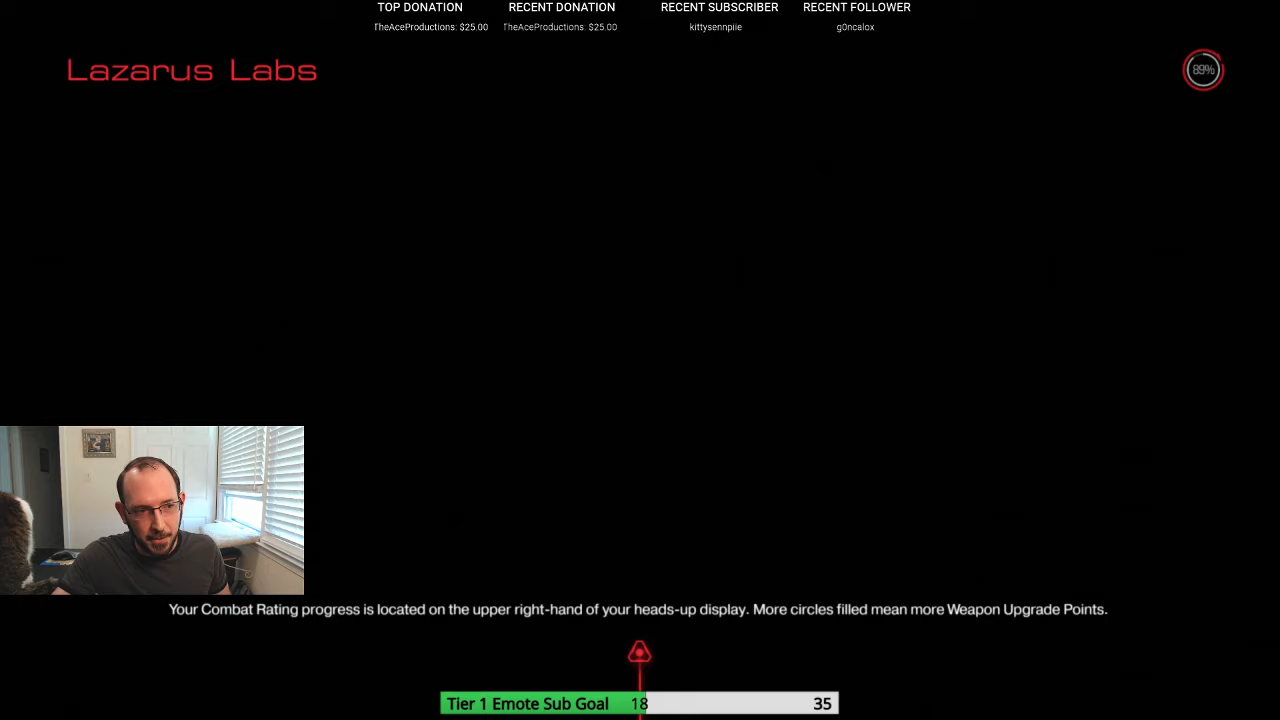 TOP DONATION
RECENT DONATION
RECENT SUBSCRIBER
RECENT FOLLOWER
TheAceProductions: $25.00
TheAceProductions: $25.00
kittysennpiie
g0ncalox
Lazarus Labs
89%
Your Combat Rating progress is located on the upper right-hand of your heads-up display. More circles filled mean more Weapon Upgrade Points.
Tier 1 Emote Sub Goal 18 35